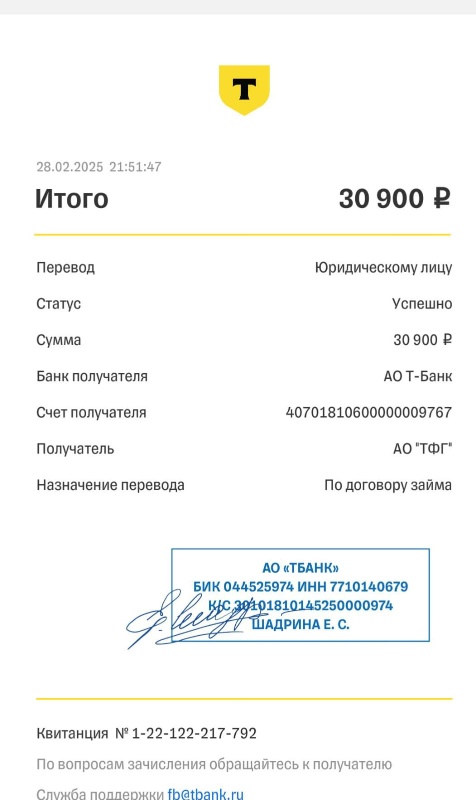 Т
28.02.2025 21:51:47
Итого 30 900 ₽
Перевод Юридическому лицу
Статус Успешно
Сумма 30 900 ₽
Банк получателя АО Т-Банк
Счет получателя 40701810600000009767
Получатель АО "ТФГ"
Назначение перевода По договору займа
АО «ТБАНК»
БИК 044525974 ИНН 7710140679
К/С 30101810145250000974
ШАДРИНА Е. С.
Квитанция № 1-22-122-217-792
По вопросам зачисления обращайтесь к получателю
Служба поддержки fb@tbank.ru